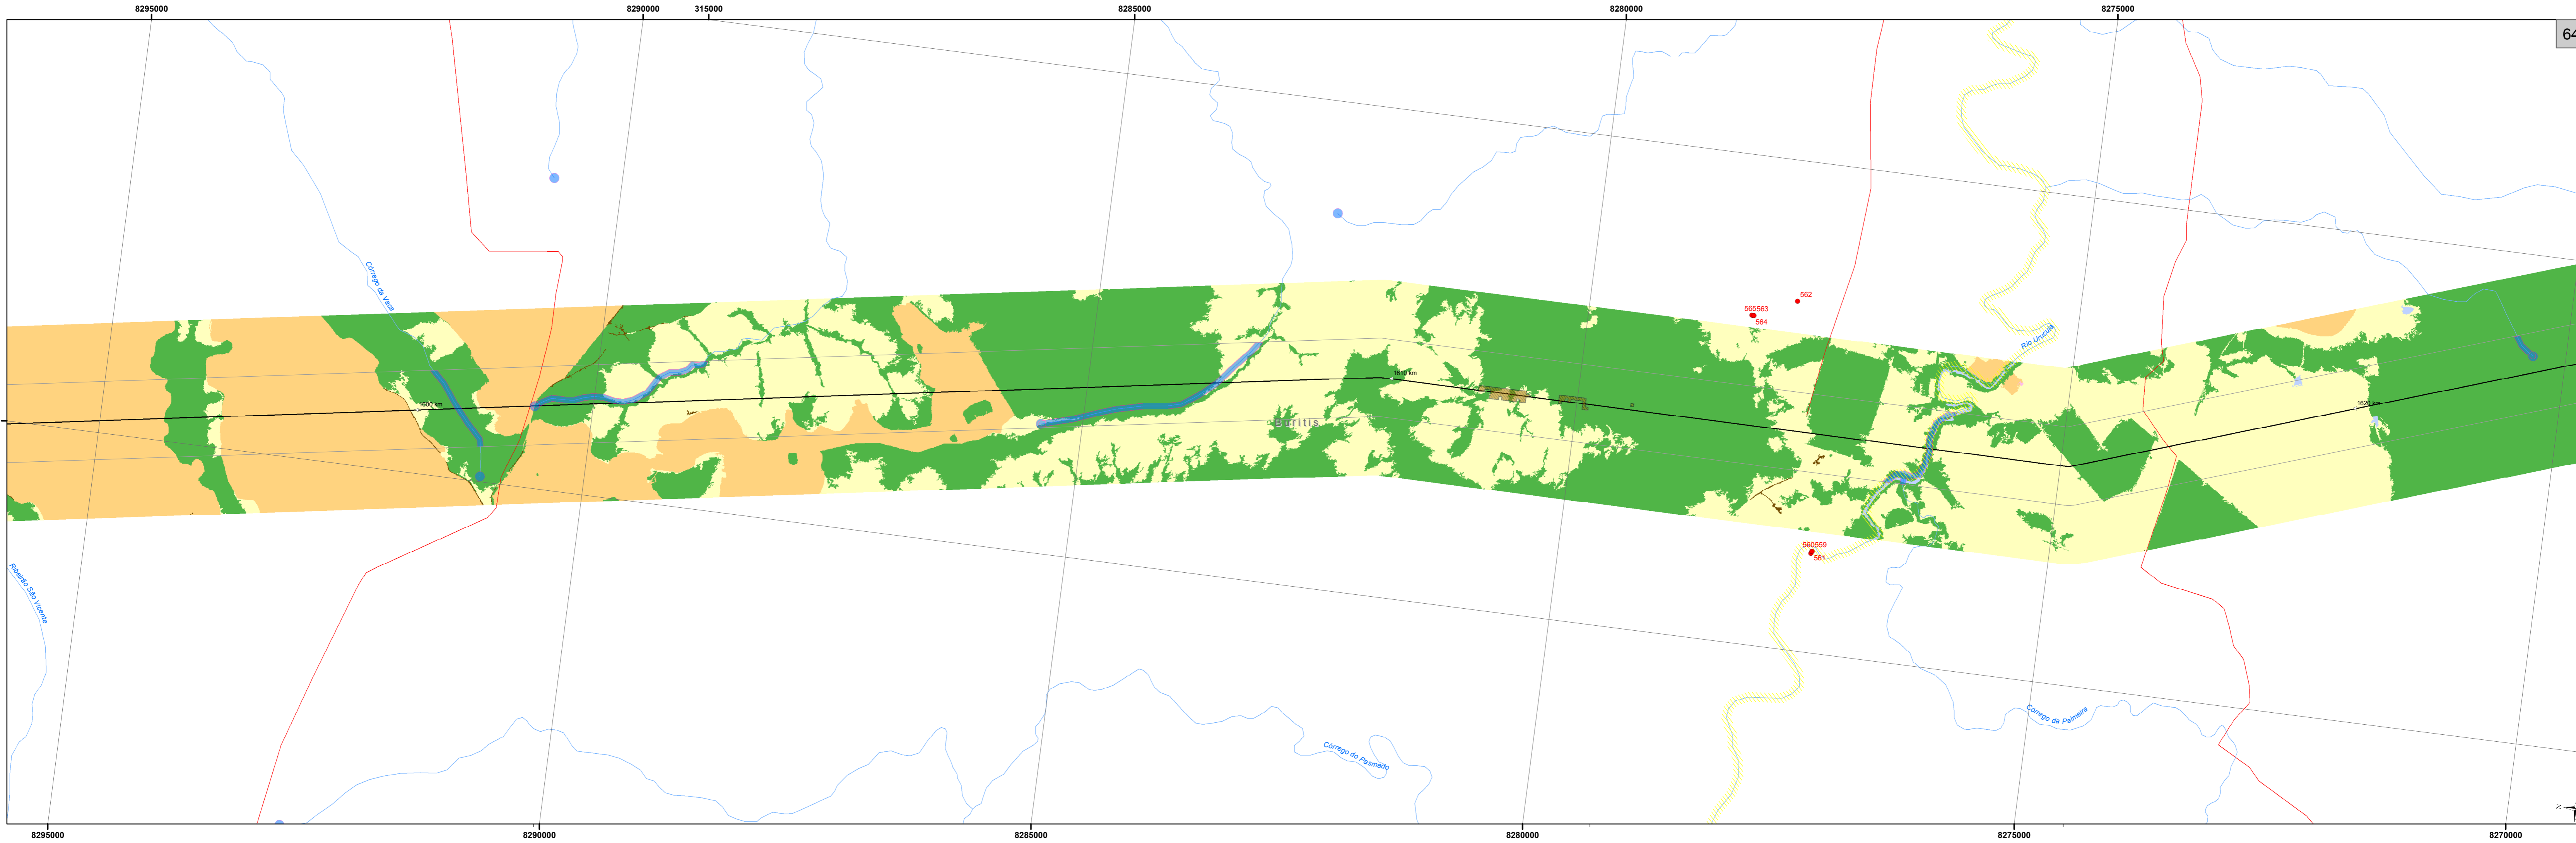 8295000
8290000
315000
8285000
8280000
8275000
64
Córrego da Vaca
562
565563
564
Rio Urucuia
1610 km
1600 km
1620 km
Buritis
560559
561
Ribeirão São Vicente
Córrego da Palmeira
Córrego do Pasmado
N
8295000
8290000
8285000
8280000
8275000
8270000